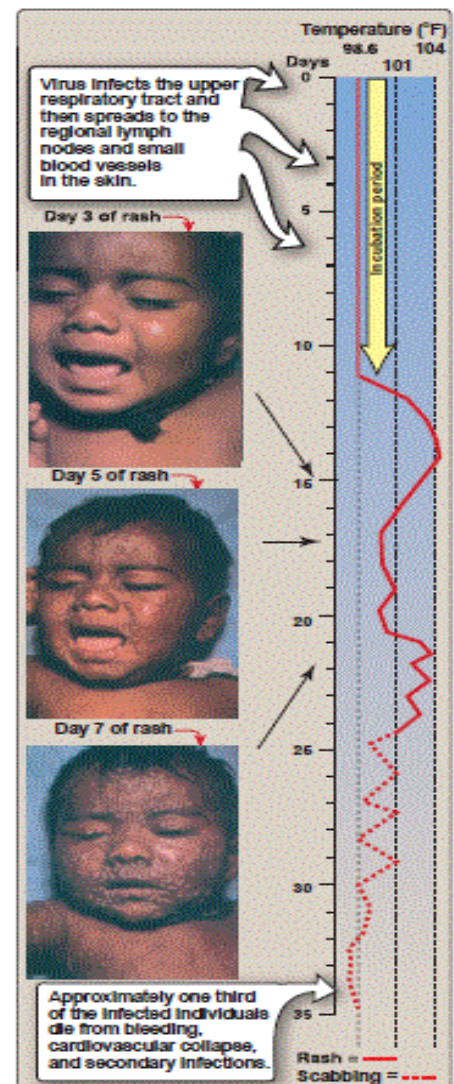 Temperature (°F)
98.6 104
Days 101
0
Virus infects the upper
respiratory tract and
then spreads to the
regional lymph
nodes and small
blood vessels
in the skin.
Incubation period
Day 3 of rash
5
10
15
Day 5 of rash
20
Day 7 of rash
25
30
35
Approximately one third
of the infected individuals
die from bleeding,
cardiovascular collapse,
and secondary infections.
Rash =
Scabbing =